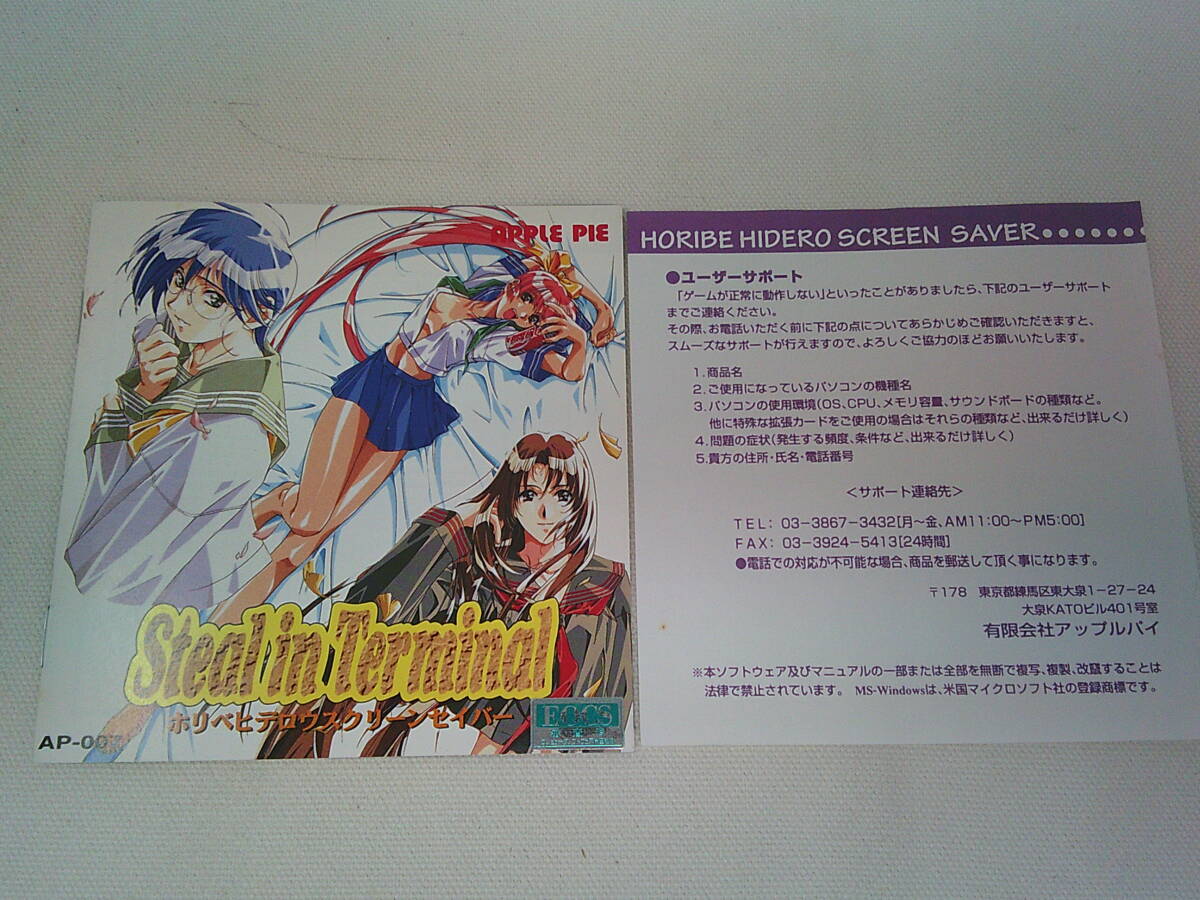 APPLE PIE
Steal in Terminal
ホリベヒデロウスクリーンセイバー
AP-00
HORIBE HIDERO SCREEN SAVER
●ユーザーサポート
「ゲームが正常に動作しない」といったことがありましたら、下記のユーザーサポート
までご連絡ください。
その際、お電話いただく前に下記の点についてあらかじめご確認いただきますと、
スムーズなサポートが行えますので、よろしくご協力のほどお願いいたします。
1.商品名
2.ご使用になっているパソコンの機種名
3.パソコンの使用環境(OS、CPU、メモリ容量、サウンドボードの種類など。
他に特殊な拡張カードをご使用の場合はそれらの種類など、出来るだけ詳しく)
4.問題の症状(発生する頻度、条件など、出来るだけ詳しく)
5.貴方の住所・氏名・電話番号
<サポート連絡先>
TEL: 03-3867-3432[月~金、AM11:00~PM5:00]
FAX: 03-3924-5413[24時間]
●電話での対応が不可能な場合、商品を郵送して頂く事になります。
〒178 東京都練馬区東大泉1-27-24
大泉KATOビル401号室
有限会社アップルパイ
※本ソフトウェア及びマニュアルの一部または全部を無断で複写、複製、改竄することは
法律で禁止されています。 MS-Windowsは、米国マイクロソフト社の登録商標です。